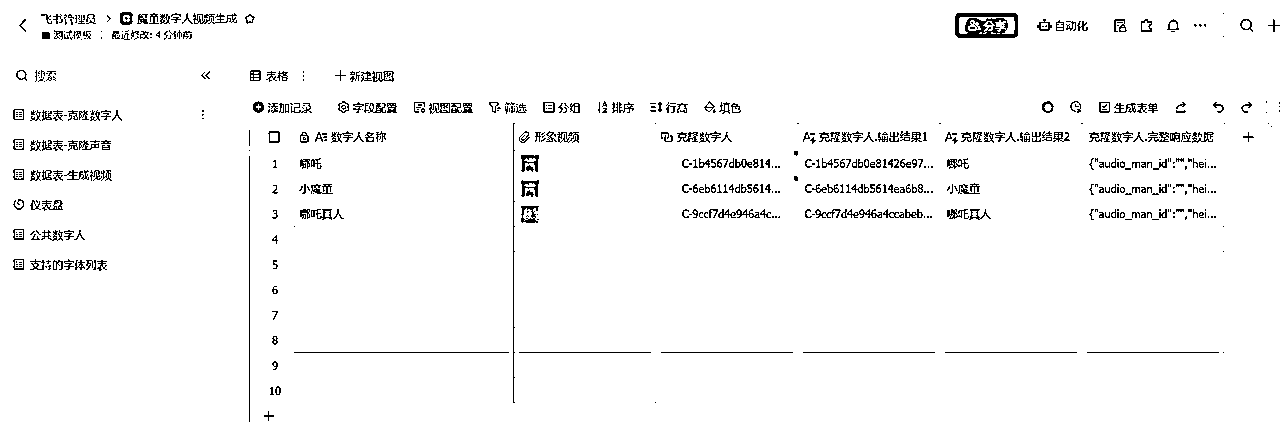 飞书管理员 > 魔童数字人视频生成
测试模板 | 最近修改: 4 分钟前
分享 自动化
搜索
表格 新建视图
添加记录 字段配置 视图配置 筛选 分组 排序 行高 填色 生成表单
数据表-克隆数字人
数据表-克隆声音
数据表-生成视频
仪表盘
公共数字人
支持的字体列表
数字人名称 形象视频 克隆数字人 克隆数字人.输出结果1 克隆数字人.输出结果2 克隆数字人.完整响应数据
1 哪吒 C-1b4567db0e814... C-1b4567db0e81426e97... 哪吒 {"audio_man_id":"","hei...
2 小魔童 C-6eb6114db5614... C-6eb6114db5614ea6b8... 小魔童 {"audio_man_id":"","hei...
3 哪吒真人 C-9ccf7d4e946a4c... C-9ccf7d4e946a4ccabeb... 哪吒真人 {"audio_man_id":"","hei...
4
5
6
7
8
9
10